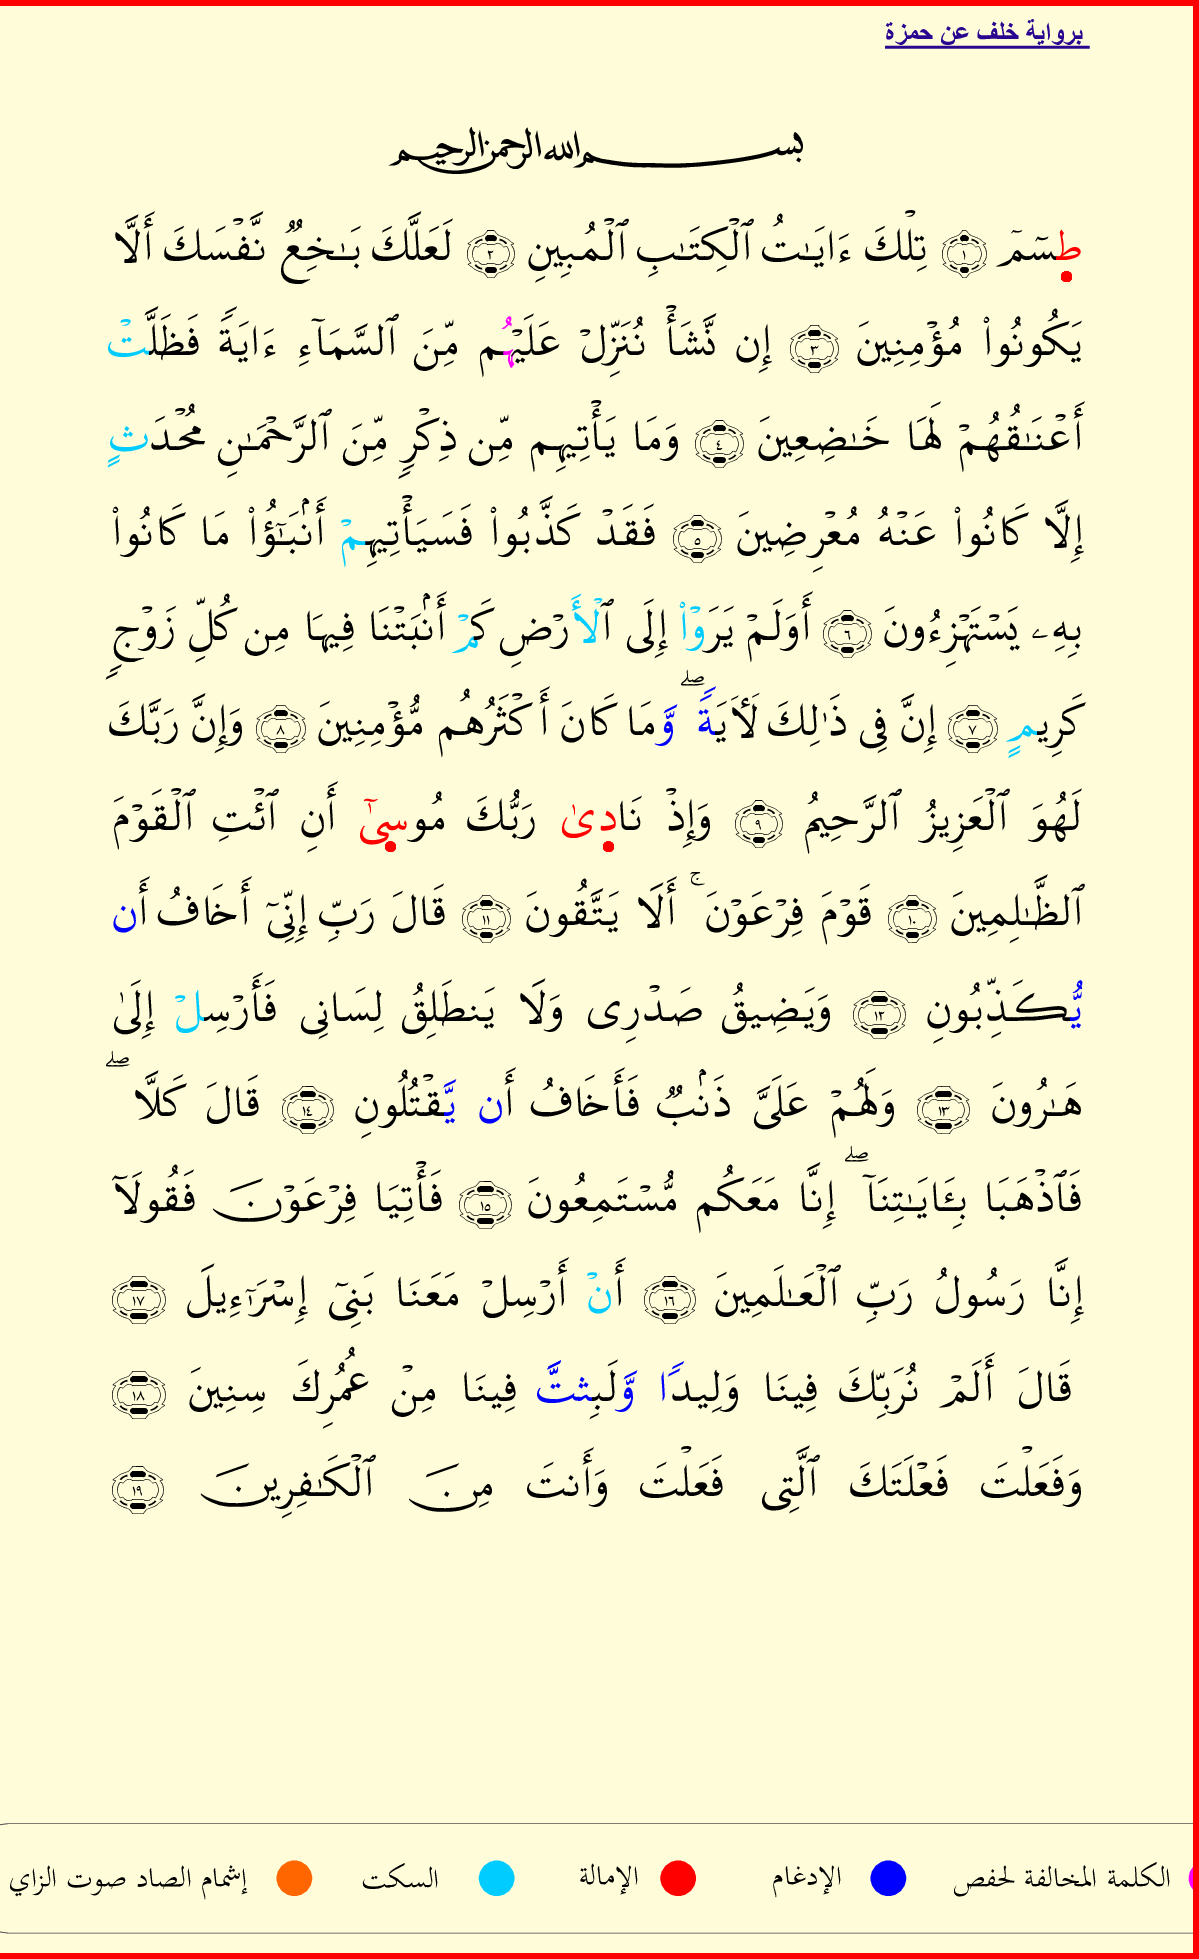 برواية خلف عن حمزة
بسم الله الرحمن الرحيم
طسٓمٓ ١ تِلۡكَ ءَايَٰتُ ٱلۡكِتَٰبِ ٱلۡمُبِينِ ٢ لَعَلَّكَ بَٰخِعٞ نَّفۡسَكَ أَلَّا
يَكُونُواْ مُؤۡمِنِينَ ٣ إِن نَّشَأۡ نُنَزِّلۡ عَلَيۡهُم مِّنَ ٱلسَّمَآءِ ءَايَةٗ فَظَلَّتۡ
أَعۡنَٰقُهُمۡ لَهَا خَٰضِعِينَ ٤ وَمَا يَأۡتِيهِم مِّن ذِكۡرٖ مِّنَ ٱلرَّحۡمَٰنِ مُحۡدَثٍ
إِلَّا كَانُواْ عَنۡهُ مُعۡرِضِينَ ٥ فَقَدۡ كَذَّبُواْ فَسَيَأۡتِيهِمۡ أَنۢبَٰٓؤُاْ مَا كَانُواْ
بِهِۦ يَسۡتَهۡزِءُونَ ٦ أَوَلَمۡ يَرَوۡاْ إِلَى ٱلۡأَرۡضِ كَمۡ أَنۢبَتۡنَا فِيهَا مِن كُلِّ زَوۡجٖ
كَرِيمٍ ٧ إِنَّ فِي ذَٰلِكَ لَأٓيَةٗۖ وَّمَا كَانَ أَكۡثَرُهُم مُّؤۡمِنِينَ ٨ وَإِنَّ رَبَّكَ
لَهُوَ ٱلۡعَزِيزُ ٱلرَّحِيمُ ٩ وَإِذۡ نَادىٰ رَبُّكَ مُوسىٰٓ أَنِ ٱئۡتِ ٱلۡقَوۡمَ
ٱلظَّٰلِمِينَ ١٠ قَوۡمَ فِرۡعَوۡنَۚ أَلَا يَتَّقُونَ ١١ قَالَ رَبِّ إِنِّيٓ أَخَافُ أَن
يُّكَذِّبُونِ ١٢ وَيَضِيقُ صَدۡرِي وَلَا يَنطَلِقُ لِسَانِي فَأَرۡسِلۡ إِلَىٰ
هَٰرُونَ ١٣ وَلَهُمۡ عَلَيَّ ذَنۢبٞ فَأَخَافُ أَن يَّقۡتُلُونِ ١٤ قَالَ كَلَّاۖ
فَٱذۡهَبَا بِـَٔايَٰتِنَآۖ إِنَّا مَعَكُم مُّسۡتَمِعُونَ ١٥ فَأۡتِيَا فِرۡعَوۡنَ فَقُولَآ
إِنَّا رَسُولُ رَبِّ ٱلۡعَٰلَمِينَ ١٦ أَنۡ أَرۡسِلۡ مَعَنَا بَنِيٓ إِسۡرَٰٓءِيلَ ١٧
قَالَ أَلَمۡ نُرَبِّكَ فِينَا وَلِيدٗا وَّلَبِثتَّ فِينَا مِنۡ عُمُرِكَ سِنِينَ ١٨
وَفَعَلۡتَ فَعۡلَتَكَ ٱلَّتِي فَعَلۡتَ وَأَنتَ مِنَ ٱلۡكَٰفِرِينَ ١٩
الكلمة المخالفة لحفص الإدغام الإمالة السكت إشمام الصاد صوت الزاي